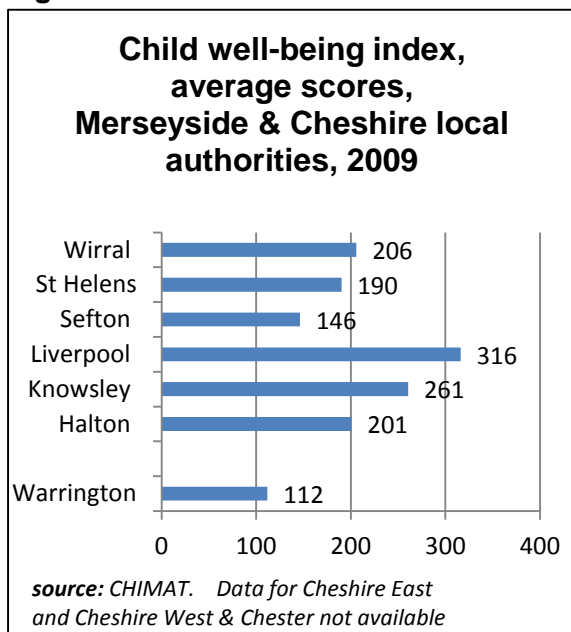 Child well-being index,
average scores,
Merseyside & Cheshire local
authorities, 2009
Wirral 206
St Helens 190
Sefton 146
Liverpool 316
Knowsley 261
Halton 201
Warrington 112
0 100 200 300 400
source: CHIMAT. Data for Cheshire East
and Cheshire West & Chester not available